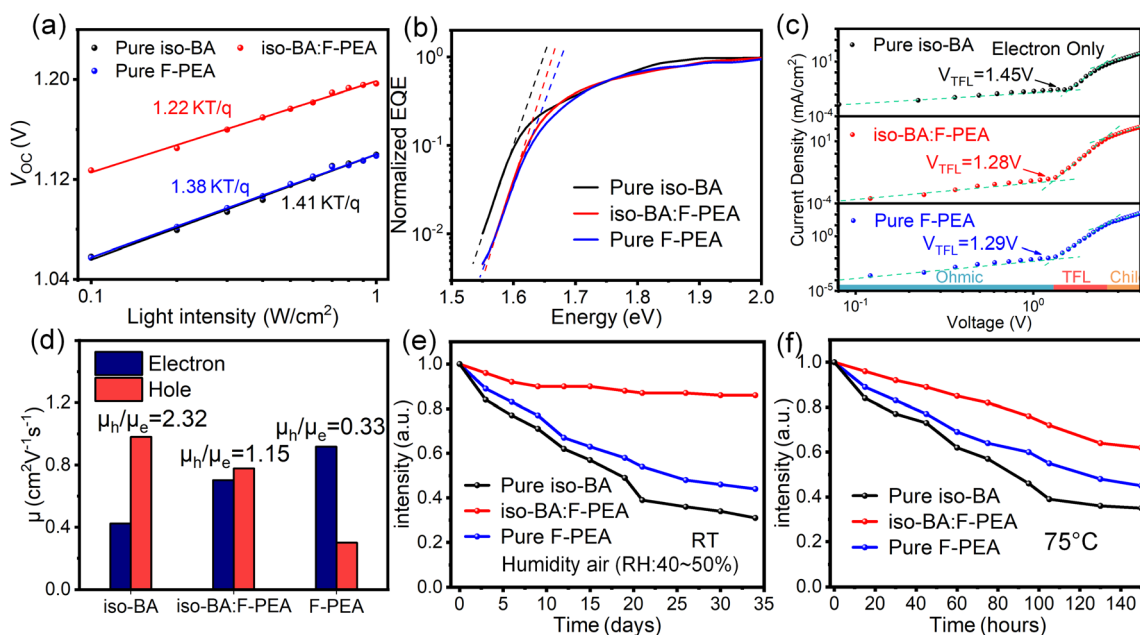 (a)
Pure iso-BA
iso-BA:F-PEA
Pure F-PEA
1.20
1.12
1.04
1.22 KT/q
1.38 KT/q
1.41 KT/q
V_OC (V)
0.1
1
Light intensity (W/cm²)
(b)
10⁰
10⁻¹
10⁻²
Normalized EQE
Pure iso-BA
iso-BA:F-PEA
Pure F-PEA
1.5
1.6
1.7
1.8
1.9
2.0
Energy (eV)
(c)
Pure iso-BA
Electron Only
V_TFL=1.45V
10¹
10⁻⁴
iso-BA:F-PEA
V_TFL=1.28V
10¹
10⁻⁴
Pure F-PEA
V_TFL=1.29V
10⁰
10⁻⁵
Current Density (mA/cm²)
Ohmic
TFL
Chil
10⁻¹
10⁰
Voltage (V)
(d)
Electron
Hole
1.2
0.8
0.4
0.0
μ (cm²V⁻¹s⁻¹)
μh/μe=2.32
μh/μe=1.15
μh/μe=0.33
iso-BA
iso-BA:F-PEA
F-PEA
(e)
1.0
0.8
0.6
0.4
0.2
0.0
intensity (a.u.)
Pure iso-BA
iso-BA:F-PEA
Pure F-PEA
RT
Humidity air (RH:40~50%)
0
5
10
15
20
25
30
35
Time (days)
(f)
1.0
0.8
0.6
0.4
0.2
0.0
intensity (a.u.)
Pure iso-BA
iso-BA:F-PEA
Pure F-PEA
75°C
0
20
40
60
80
100
120
140
Time (hours)